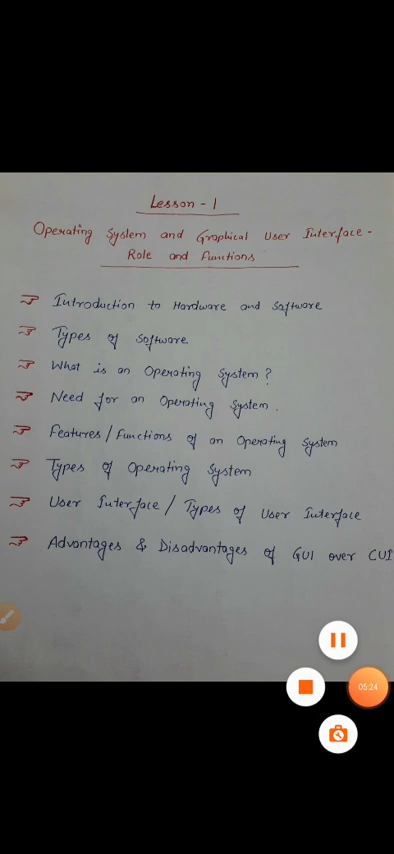 Lesson - 1
Operating System and Graphical User Interface -
Role and Functions
Introduction to Hardware and Software
Types of Software
What is an Operating System?
Need for an Operating System.
Features/Functions of an Operating System
Types of Operating System
User Interface / Types of User Interface
Advantages & Disadvantages of GUI over CUI
05:24